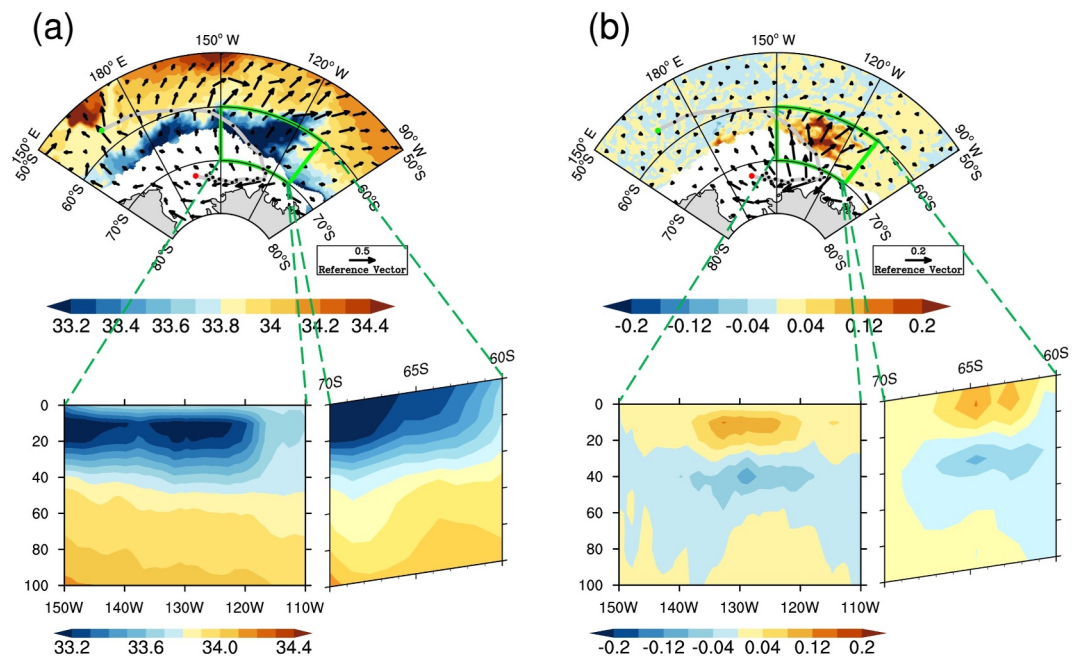 (a)
150° W
180° E
120° W
150° E
50°S
60°S
70°S
80°S
90°W
50°S
60°S
70°S
80°S
0.5
Reference Vector
33.2 33.4 33.6 33.8 34 34.2 34.4
70S 65S 60S
0
20
40
60
80
100
150W 140W 130W 120W 110W
33.2 33.6 34.0 34.4
(b)
150° W
180° E
120° W
150° E
50°S
60°S
70°S
80°S
90°W
50°S
60°S
70°S
80°S
0.2
Reference Vector
-0.2 -0.12 -0.04 0.04 0.12 0.2
70S 65S 60S
0
20
40
60
80
100
150W 140W 130W 120W 110W
-0.2 -0.12 -0.04 0.04 0.12 0.2